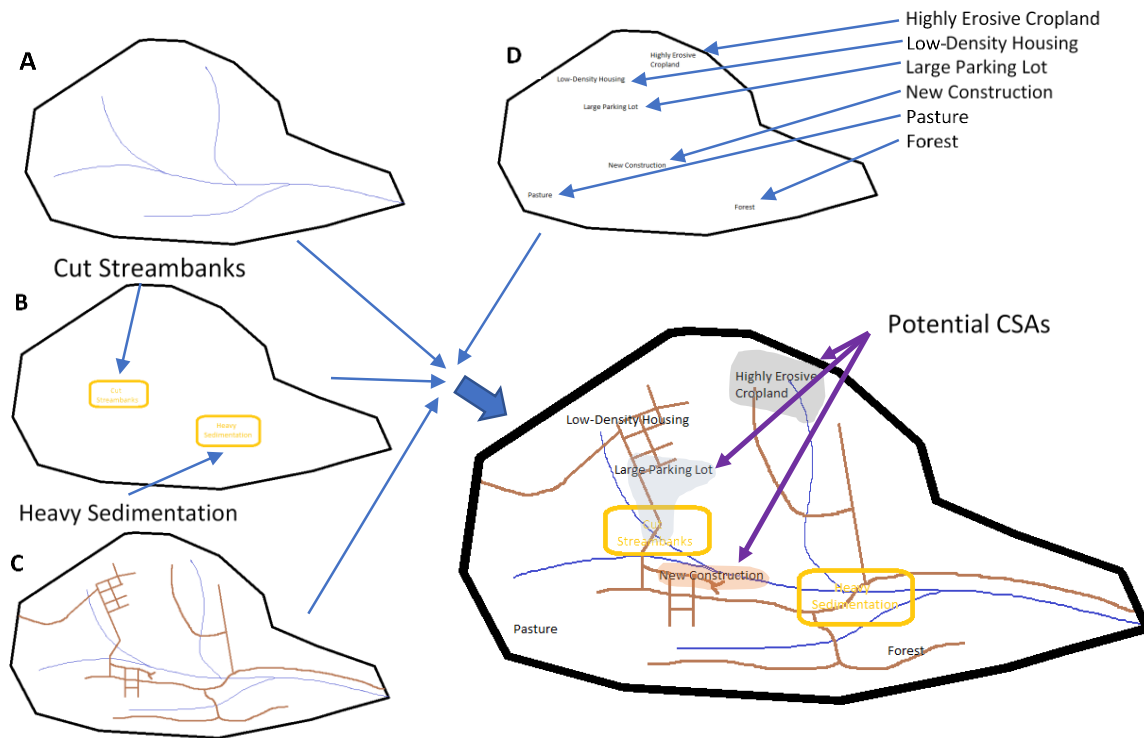 A
Cut Streambanks
B
Cut
Streambanks
Heavy
Sedimentation
Heavy Sedimentation
C
D
Highly Erosive
Cropland
Low-Density Housing
Large Parking Lot
New Construction
Pasture
Forest
Highly Erosive Cropland
Low-Density Housing
Large Parking Lot
New Construction
Pasture
Forest
Potential CSAs
Highly Erosive
Cropland
Low-Density Housing
Large Parking Lot
Cut
Streambanks
New Construction
Heavy
Sedimentation
Pasture
Forest